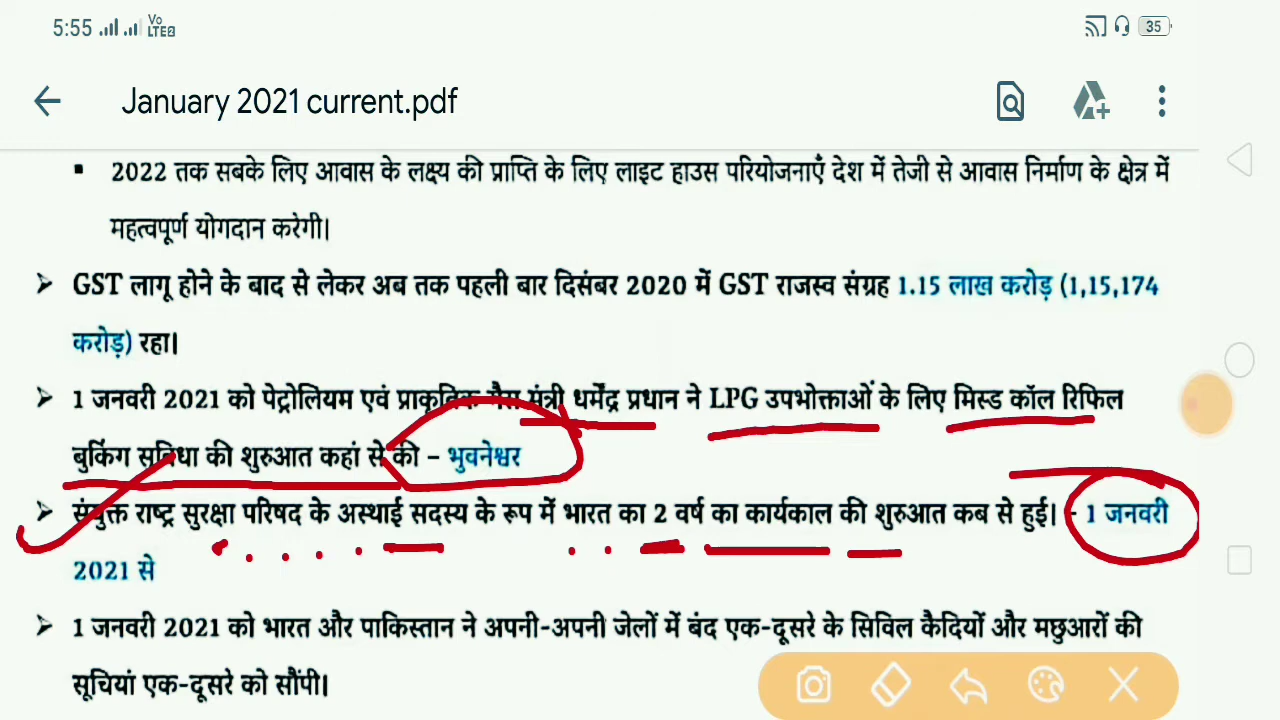 5:55 Vo LTE2 35
January 2021 current.pdf
▪ 2022 तक सबके लिए आवास के लक्ष्य की प्राप्ति के लिए लाइट हाउस परियोजनाएँ देश में तेजी से आवास निर्माण के क्षेत्र में
महत्वपूर्ण योगदान करेगी।
➤ GST लागू होने के बाद से लेकर अब तक पहली बार दिसंबर 2020 में GST राजस्व संग्रह 1.15 लाख करोड़ (1,15,174
करोड़) रहा।
➤ 1 जनवरी 2021 को पेट्रोलियम एवं प्राकृतिक गैस मंत्री धर्मेंद्र प्रधान ने LPG उपभोक्ताओं के लिए मिस्ड कॉल रिफिल
बुकिंग सुविधा की शुरुआत कहां से की – भुवनेश्वर
➤ संयुक्त राष्ट्र सुरक्षा परिषद के अस्थाई सदस्य के रूप में भारत का 2 वर्ष का कार्यकाल की शुरुआत कब से हुई। - 1 जनवरी
2021 से
➤ 1 जनवरी 2021 को भारत और पाकिस्तान ने अपनी-अपनी जेलों में बंद एक-दूसरे के सिविल कैदियों और मछुआरों की
सूचियां एक-दूसरे को सौंपी।